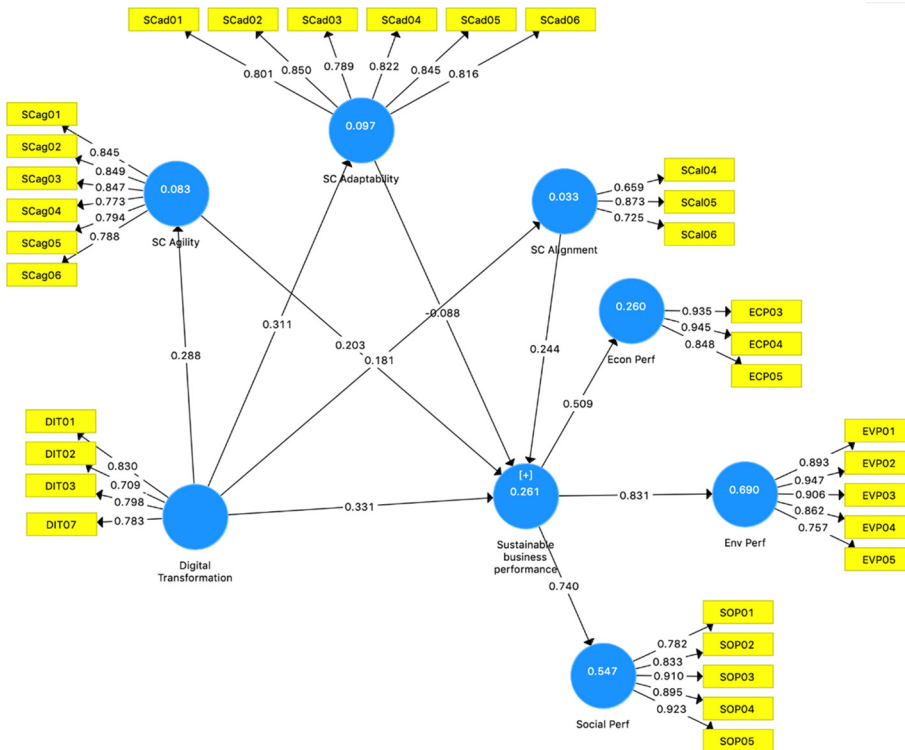 SCad01 SCad02 SCad03 SCad04 SCad05 SCad06
0.801 0.850 0.789 0.822 0.845 0.816
0.097
SC Adaptability
SCag01
SCag02
SCag03
SCag04
SCag05
SCag06
0.845
0.849
0.847
0.773
0.794
0.788
0.083
SC Agility
0.033
SC Alignment
0.659
0.873
0.725
SCal04
SCal05
SCal06
0.260
Econ Perf
0.935
0.945
0.848
ECP03
ECP04
ECP05
0.288
0.311
0.203
0.181
-0.088
0.244
0.509
DIT01
DIT02
DIT03
DIT07
0.830
0.709
0.798
0.783
Digital
Transformation
0.331
[+]
0.261
Sustainable
business
performance
0.831
0.690
Env Perf
0.893
0.947
0.906
0.862
0.757
EVP01
EVP02
EVP03
EVP04
EVP05
0.740
0.547
Social Perf
0.782
0.833
0.910
0.895
0.923
SOP01
SOP02
SOP03
SOP04
SOP05